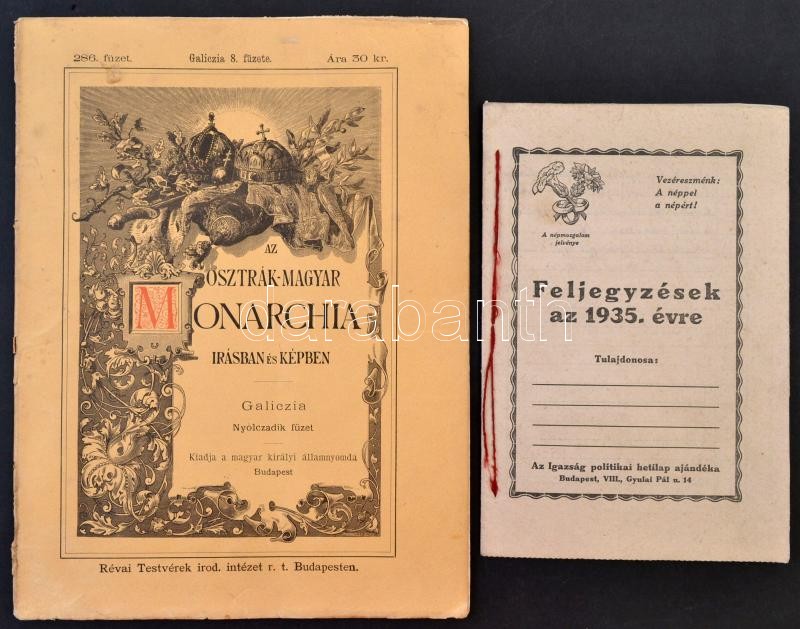 286. füzet. Galiczia 8. füzete. Ára 30 kr.
AZ
OSZTRÁK-MAGYAR
MONARCHIA
IRÁSBAN ÉS KÉPBEN
Galiczia
Nyolczadik füzet
Kiadja a magyar királyi államnyomda
Budapest
Révai Testvérek irod. intézet r. t. Budapesten.
Vezéreszménk:
A néppel
a népért!
A népmozgalom
jelvénye
Feljegyzések
az 1935. évre
Tulajdonosa:
Az Igazság politikai hetilap ajándéka
Budapest, VIII., Gyulai Pál u. 14
darabanth